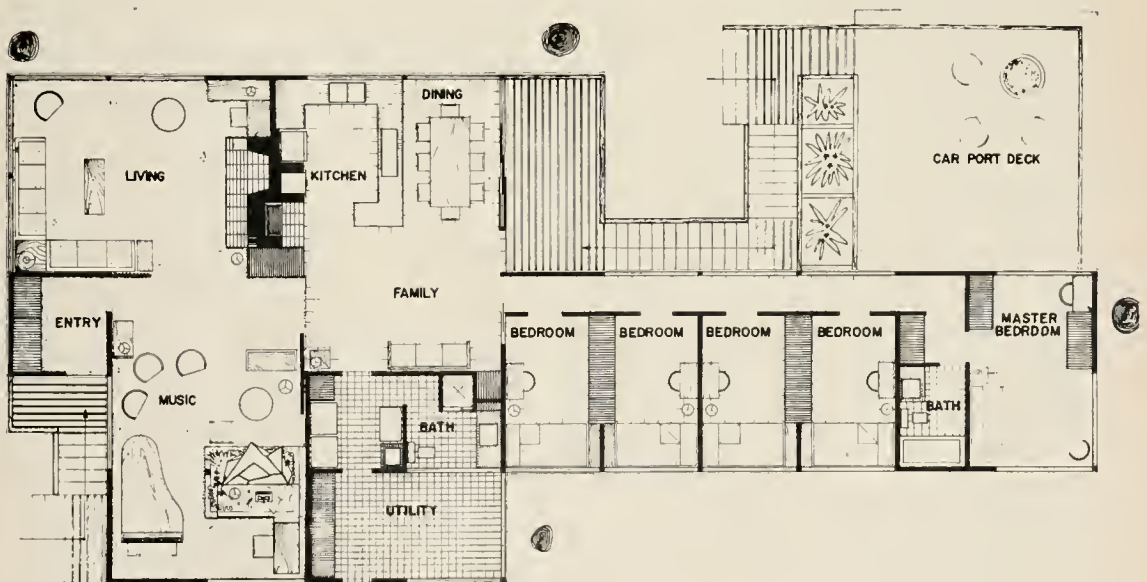 DINING
LIVING
KITCHEN
CAR PORT DECK
FAMILY
ENTRY
BEDROOM
BEDROOM
BEDROOM
BEDROOM
MASTER
BEDROOM
MUSIC
BATH
BATH
UTILITY